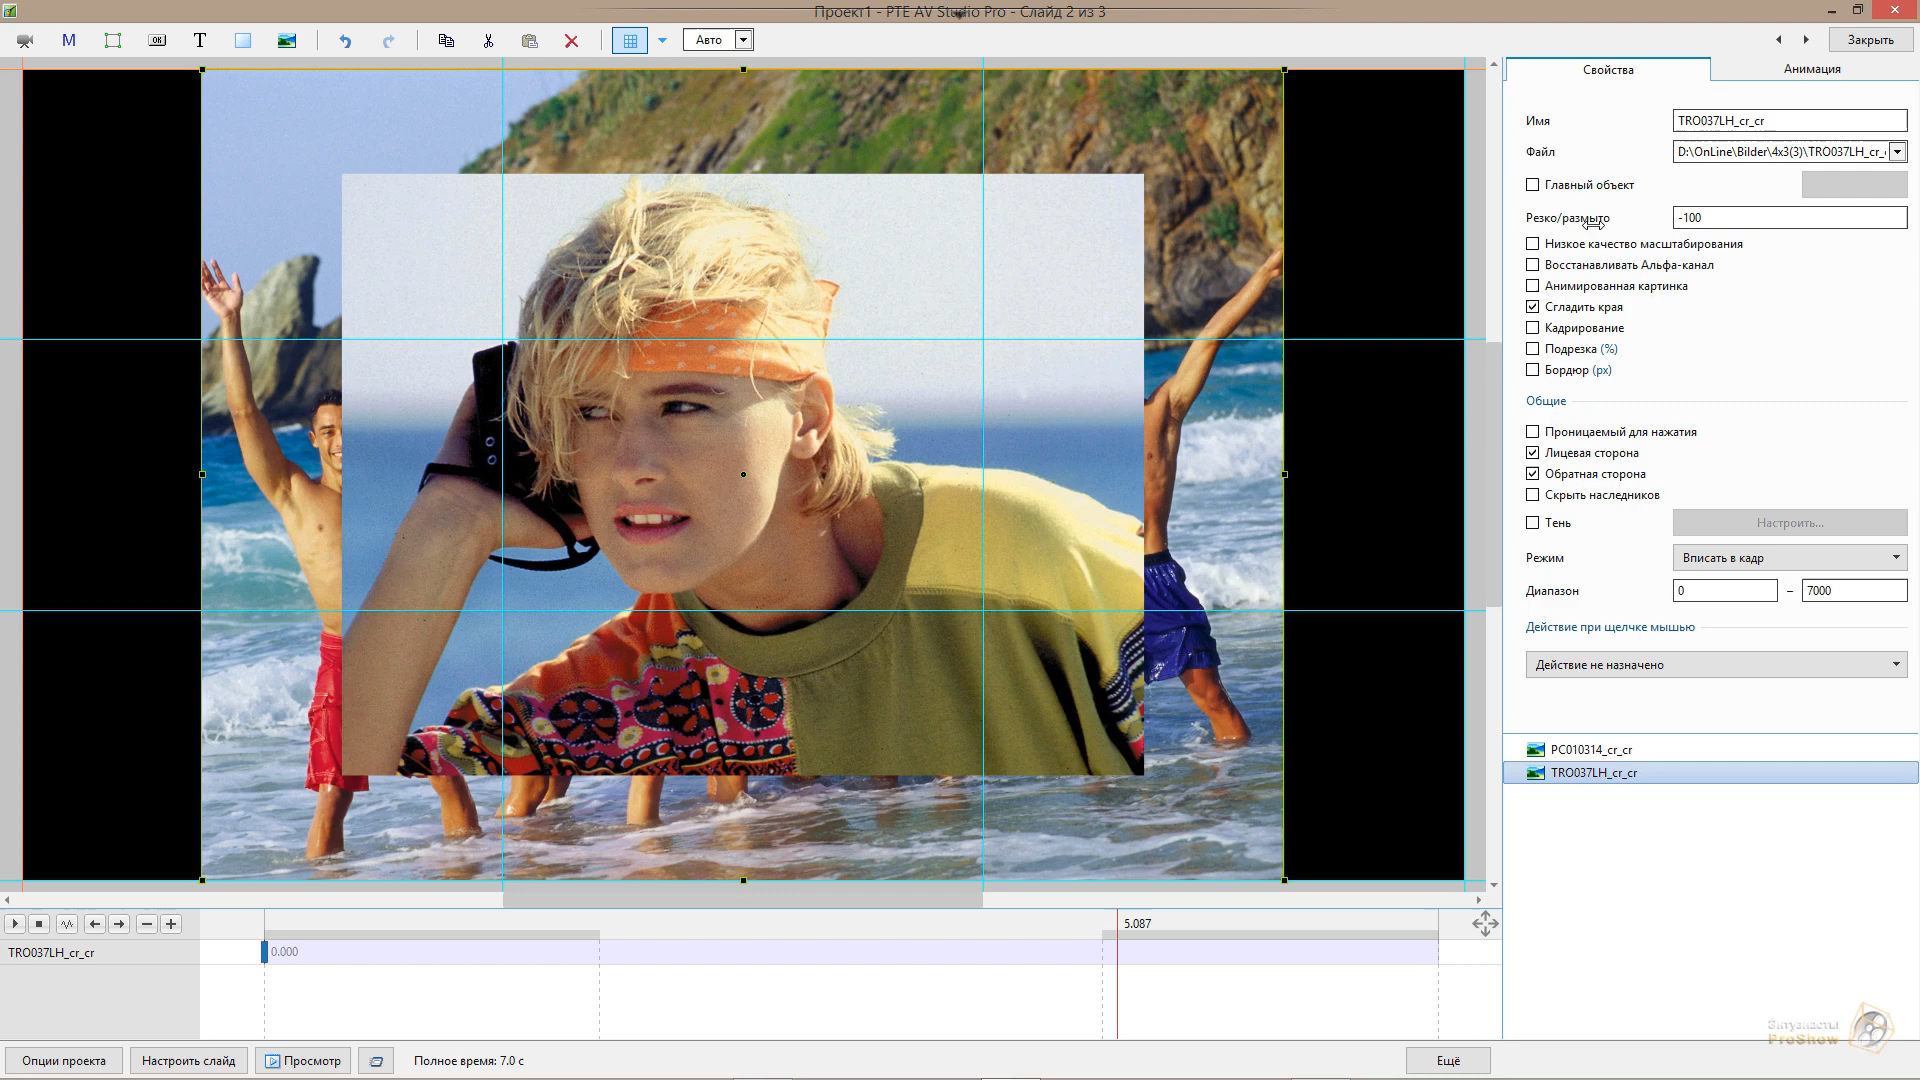 Проект1 - PTE AV Studio Pro - Слайд 2 из 3
M
OK
T
Авто
Закрыть
Свойства
Анимация
Имя
TRO037LH_cr_cr
Файл
D:\OnLine\Bilder\4x3(3)\TRO037LH_cr_
Главный объект
Резко/размыто
-100
Низкое качество масштабирования
Восстанавливать Альфа-канал
Анимированная картинка
Сгладить края
Кадрирование
Подрезка (%)
Бордюр (px)
Общие
Проницаемый для нажатия
Лицевая сторона
Обратная сторона
Скрыть наследников
Тень
Настроить...
Режим
Вписать в кадр
Диапазон
0
–
7000
Действие при щелчке мышью
Действие не назначено
PC010314_cr_cr
TRO037LH_cr_cr
5.087
TRO037LH_cr_cr
0.000
Энтузиасты
ProShow
Опции проекта
Настроить слайд
Просмотр
Полное время: 7.0 с
Ещё